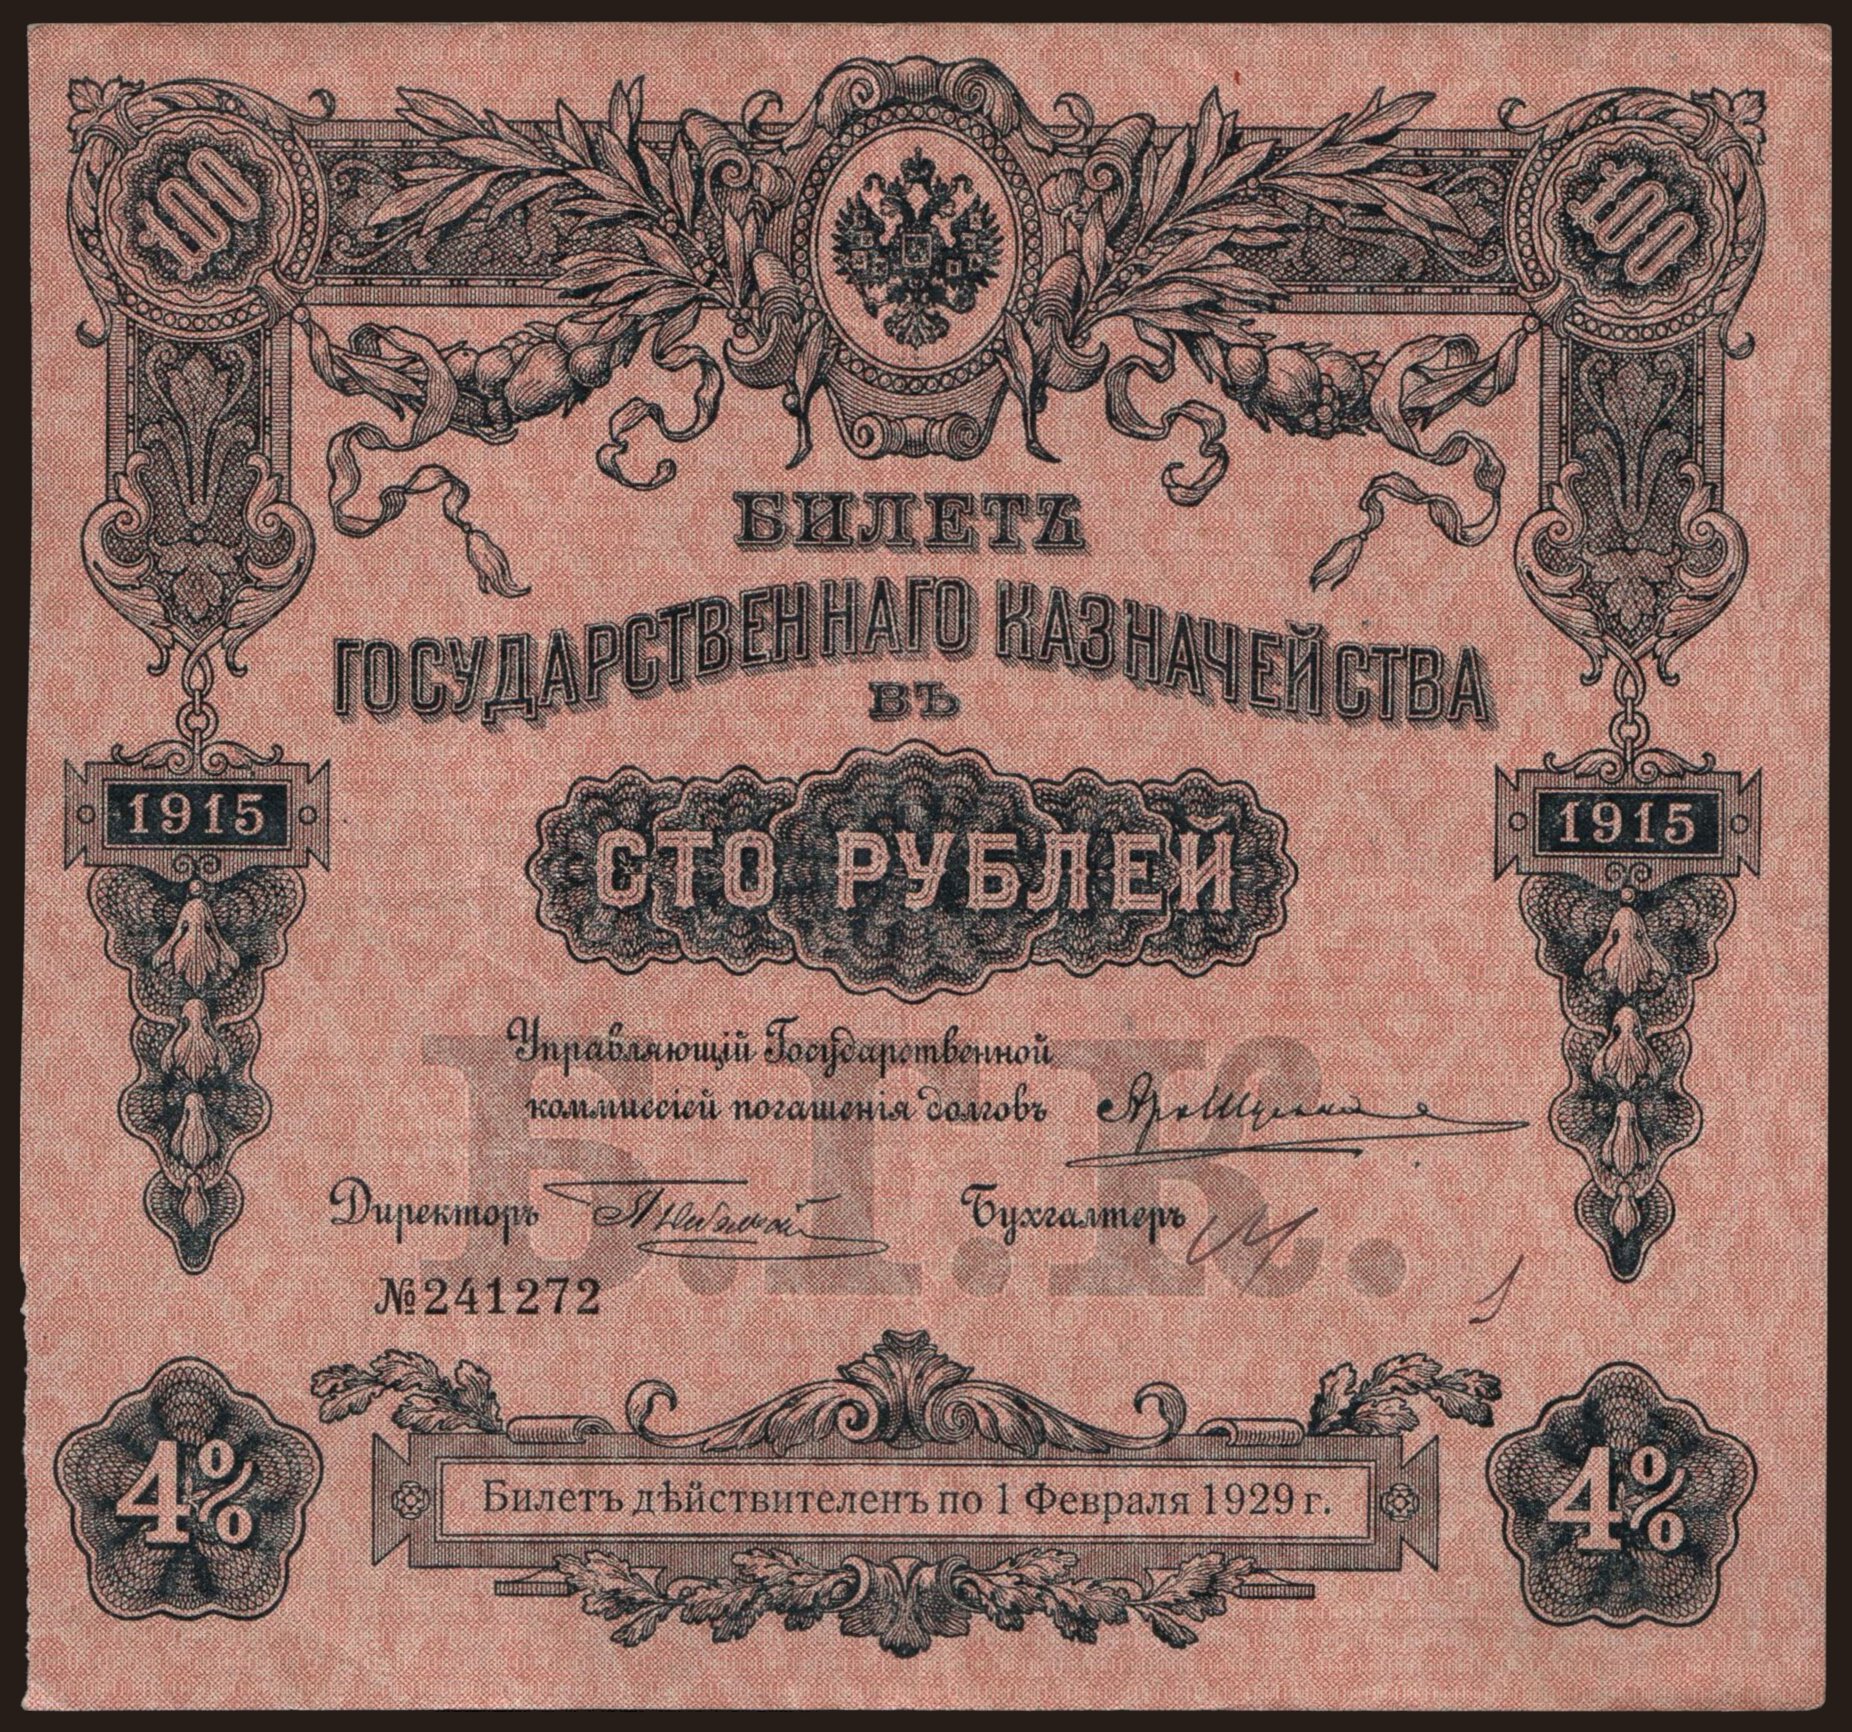 100 100
БИЛЕТЪ
ГОСУДАРСТВЕННАГО КАЗНАЧЕЙСТВА
ВЪ
1915 1915
СТО РУБЛЕЙ
Управляющій Государственной
коммиссіей погашенія долговъ
Б.Г.К.
Директоръ Бухгалтеръ
№241272
4% 4%
Билетъ дѣйствителенъ по 1 Февраля 1929 г.